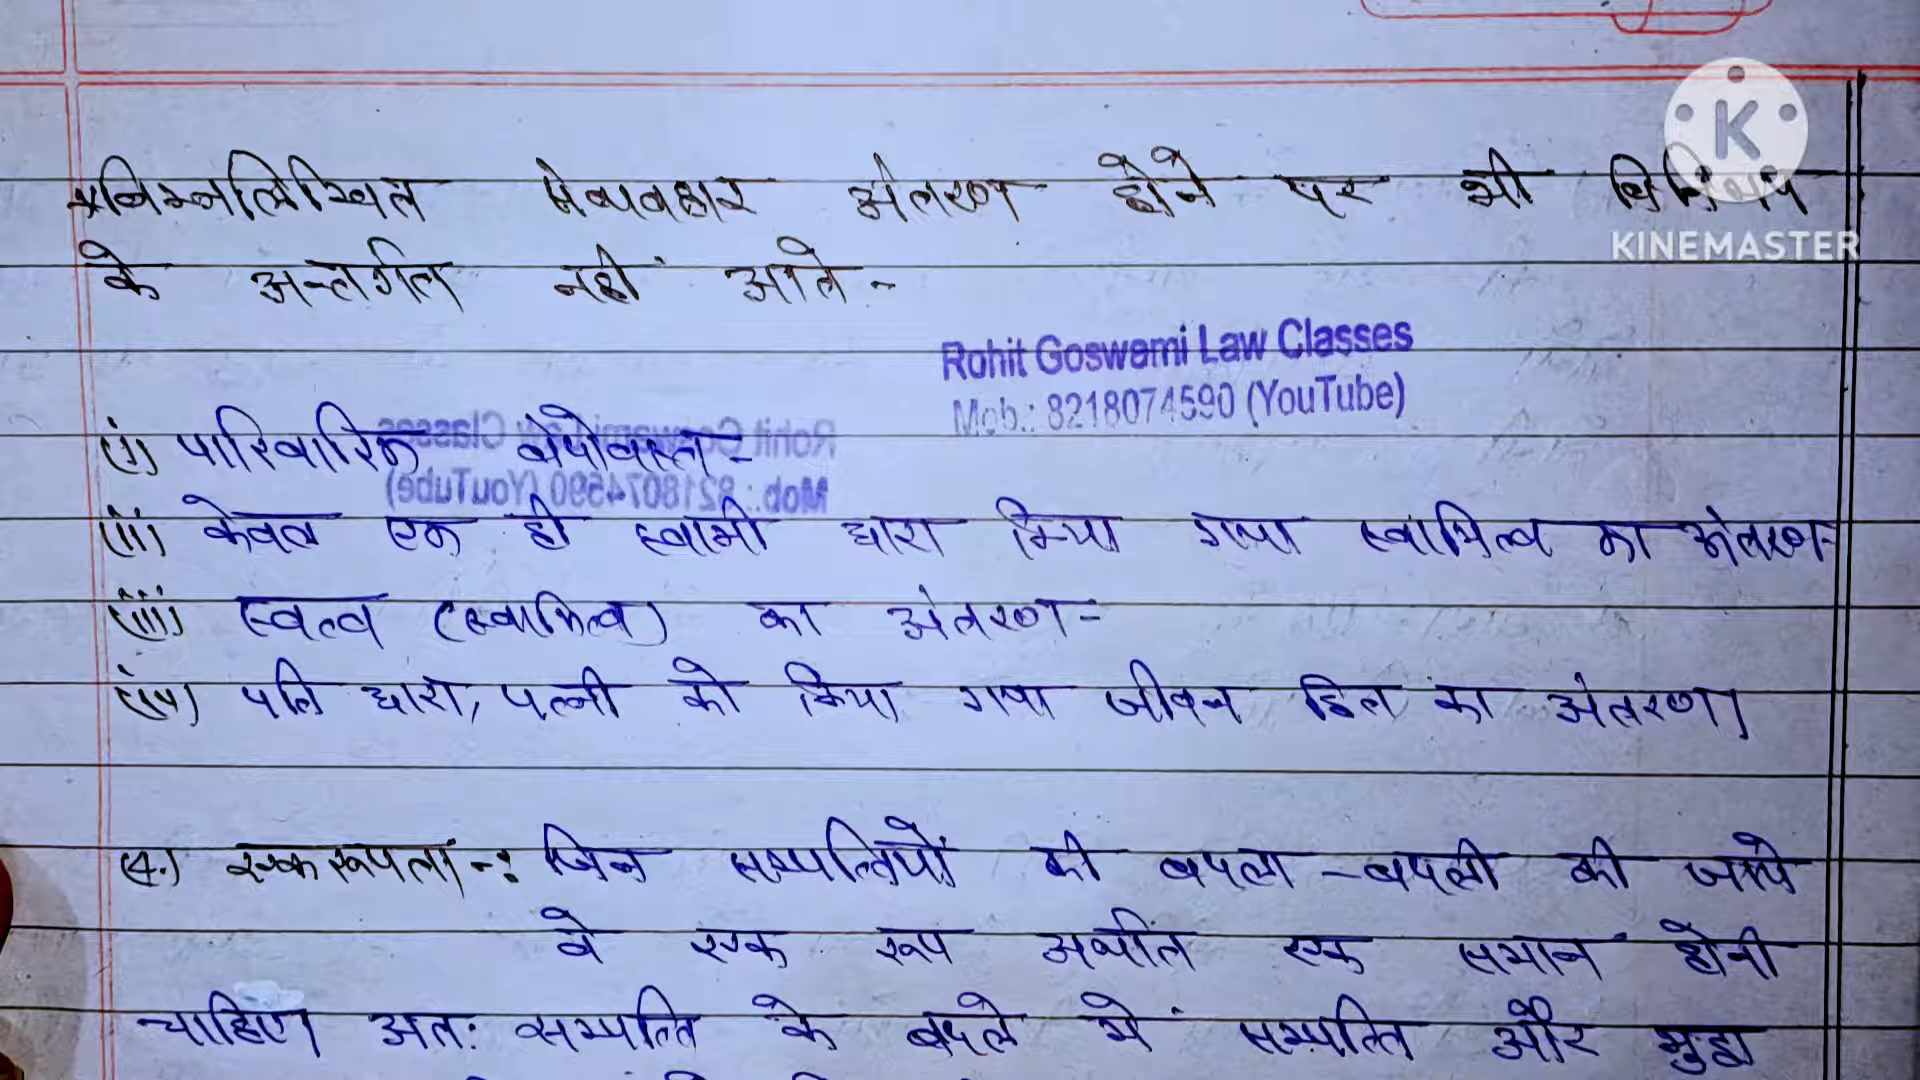 निम्नलिखित संव्यवहार अंतरण होने पर भी विनिमय
KINEMASTER
के अन्तर्गत नहीं आते-
Rohit Goswami Law Classes
Mob.: 8218074590 (YouTube)
(i) पारिवारिक बंदोबस्त-
(ii) केवल एक ही स्वामी द्वारा किया गया स्वामित्व का अंतरण-
(iii) स्वत्व (स्वामित्व) का अंतरण-
(iv) पति द्वारा, पत्नी को किया गया जीवन हित का अंतरण।
(4.) एकरूपता-: जिन सम्पत्तियों की बदला-बदली की जाये
वे एक रूप अर्थात एक समान होनी
चाहिए। अत: सम्पत्ति के बदले में सम्पत्ति और मुद्रा